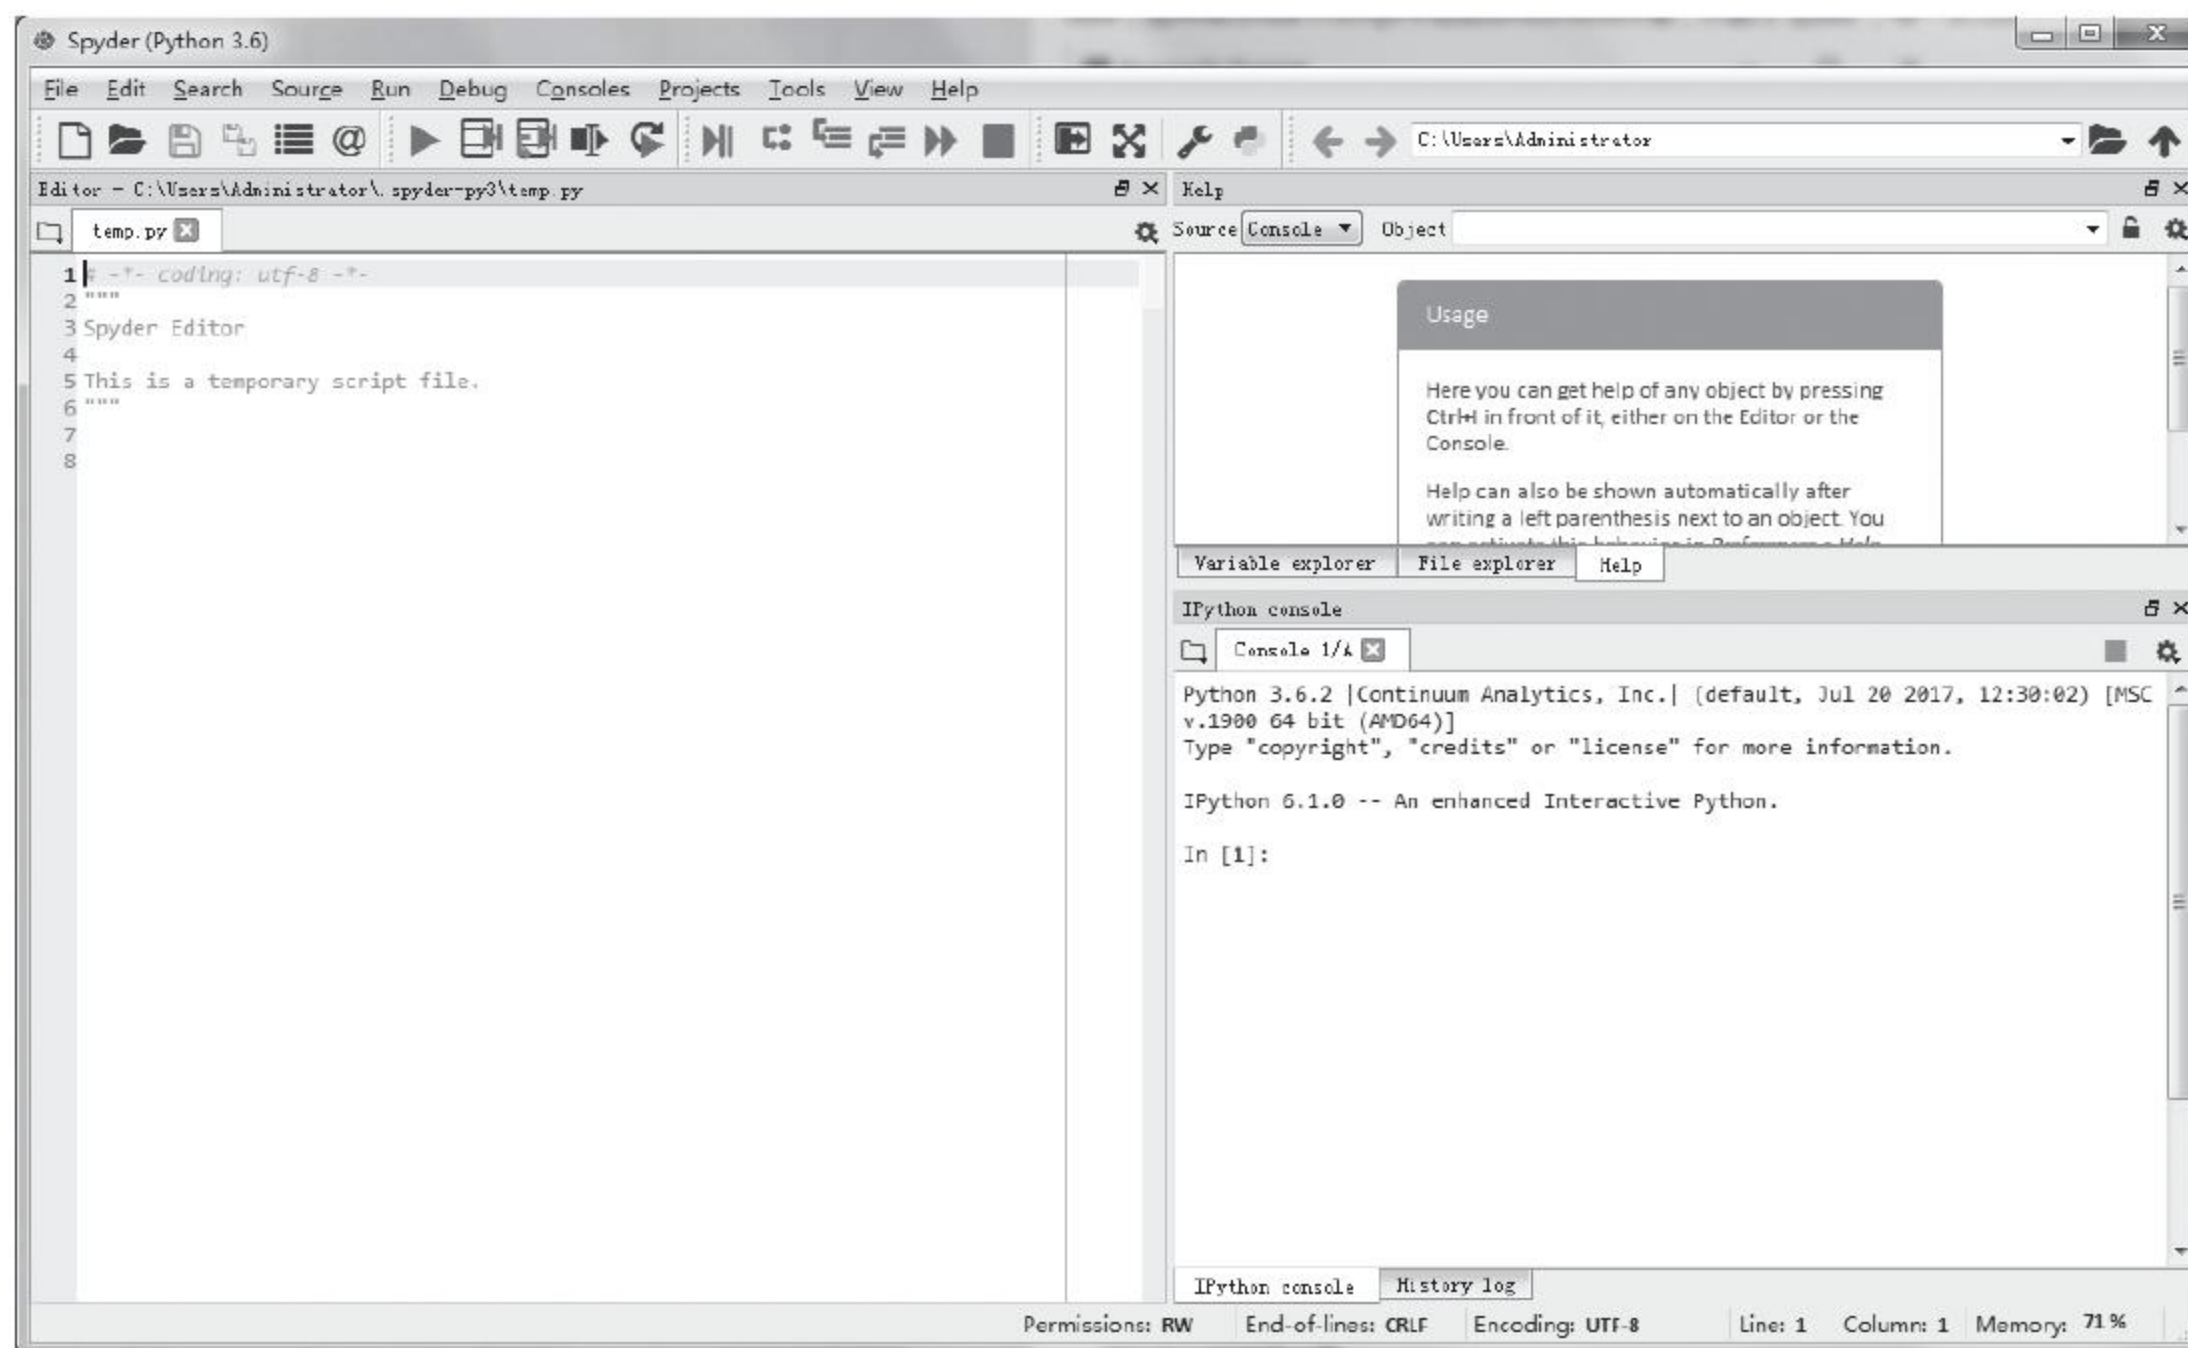 Spyder (Python 3.6)
File Edit Search Source Run Debug Consoles Projects Tools View Help
C:\Users\Administrator
Editor - C:\Users\Administrator\.spyder-py3\temp.py
temp.py
1 # -*- coding: utf-8 -*-
2 """
3 Spyder Editor
4
5 This is a temporary script file.
6 """
7
8
Help
Source Console Object
Usage
Here you can get help of any object by pressing
Ctrl+I in front of it, either on the Editor or the
Console.
Help can also be shown automatically after
writing a left parenthesis next to an object. You
can activate this behavior in Preferences > Help.
Variable explorer File explorer Help
IPython console
Console 1/A
Python 3.6.2 |Continuum Analytics, Inc.| (default, Jul 20 2017, 12:30:02) [MSC
v.1900 64 bit (AMD64)]
Type "copyright", "credits" or "license" for more information.
IPython 6.1.0 -- An enhanced Interactive Python.
In [1]:
IPython console History log
Permissions: RW End-of-lines: CRLF Encoding: UTF-8 Line: 1 Column: 1 Memory: 71 %